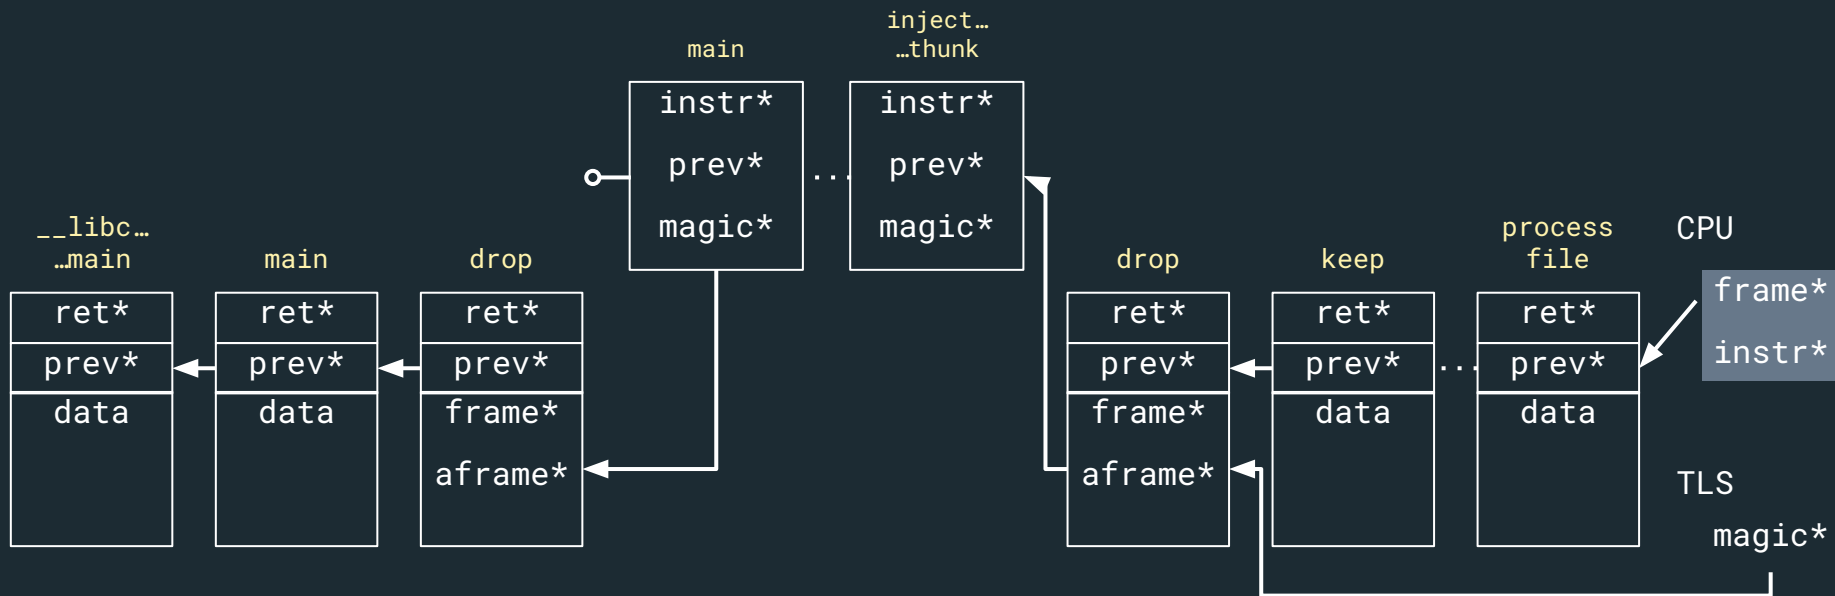 inject…
…thunk
main
instr*
prev*
magic*
instr*
prev*
magic*
__libc…
…main
ret*
prev*
data
main
ret*
prev*
data
drop
ret*
prev*
frame*
aframe*
drop
ret*
prev*
frame*
aframe*
keep
ret*
prev*
data
process
file
ret*
prev*
data
CPU
frame*
instr*
TLS
magic*